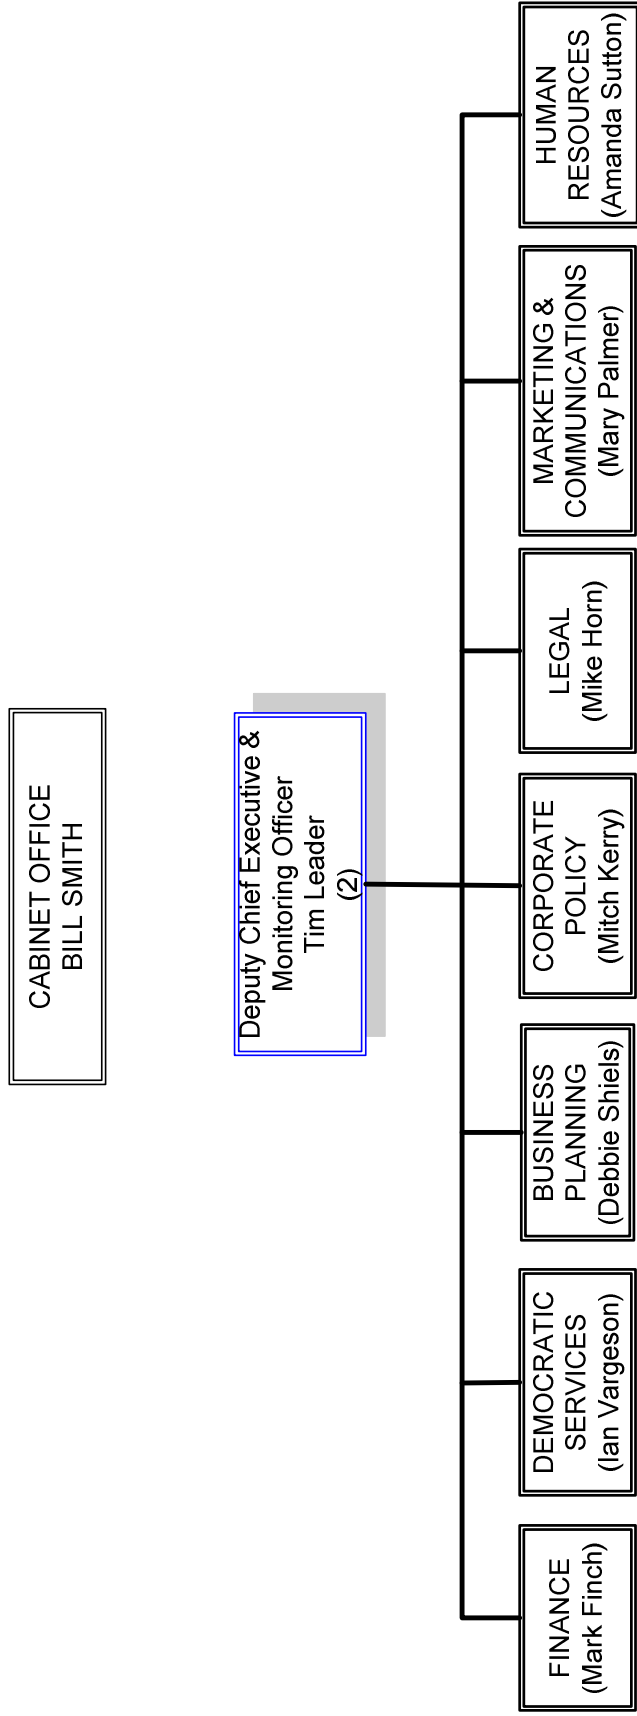 CABINET OFFICE
BILL SMITH
Deputy Chief Executive &
Monitoring Officer
Tim Leader
(2)
FINANCE
(Mark Finch)
DEMOCRATIC
SERVICES
(Ian Vargeson)
BUSINESS
PLANNING
(Debbie Shiels)
CORPORATE
POLICY
(Mitch Kerry)
LEGAL
(Mike Horn)
MARKETING &
COMMUNICATIONS
(Mary Palmer)
HUMAN
RESOURCES
(Amanda Sutton)